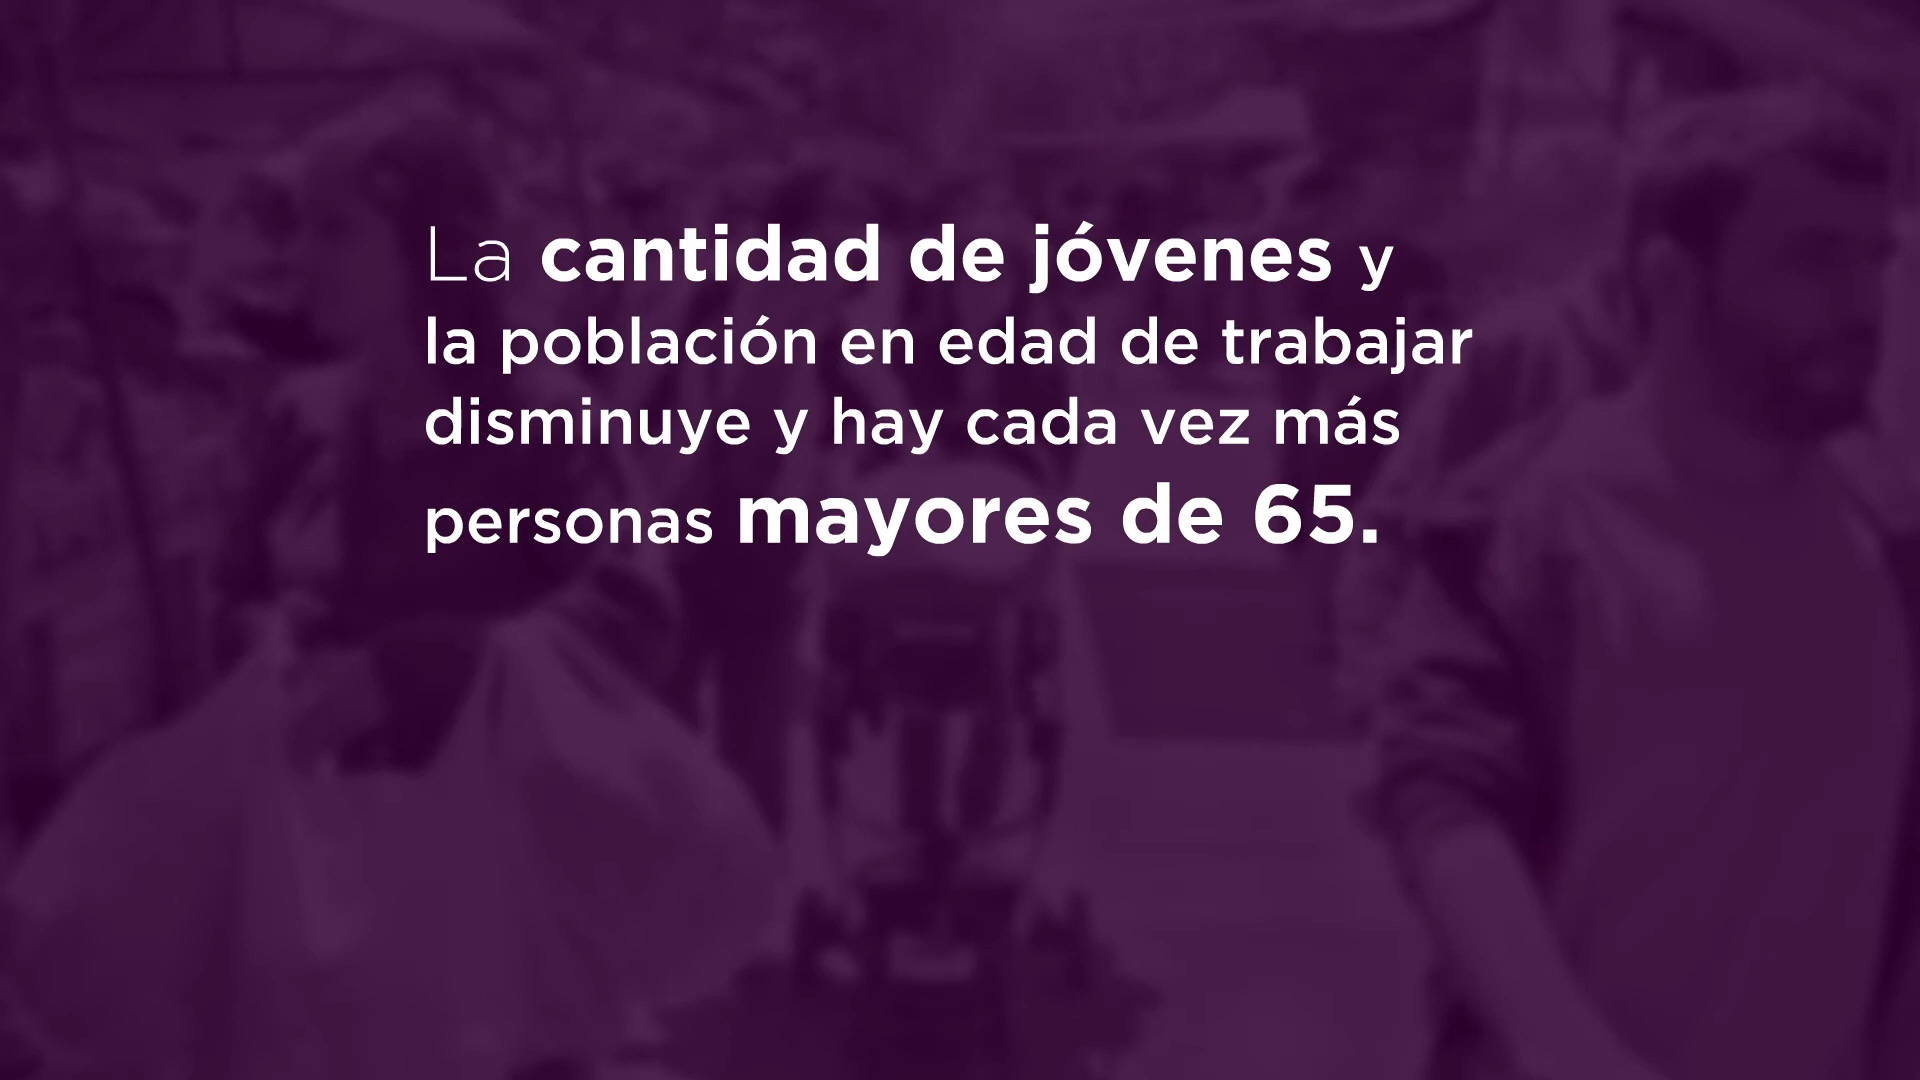 La cantidad de jóvenes y
la población en edad de trabajar
disminuye y hay cada vez más
personas mayores de 65.